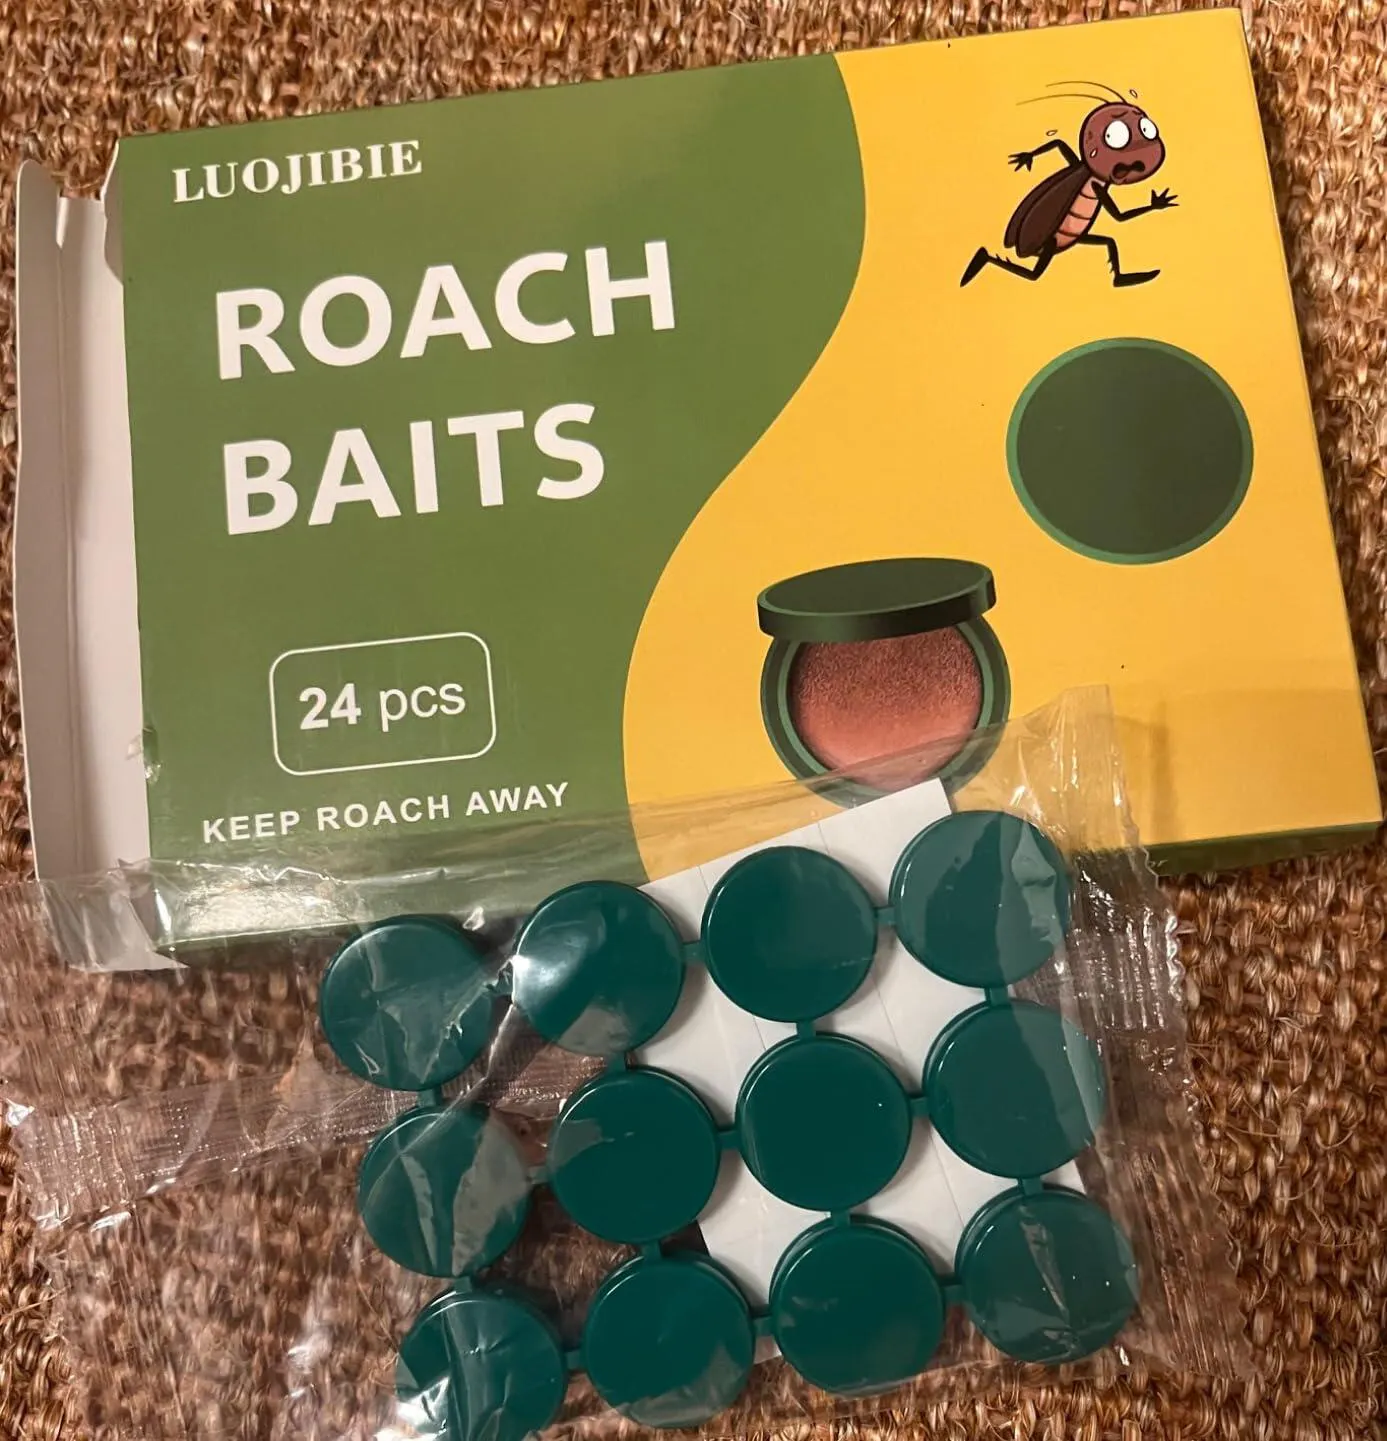 LUOJIBIE
ROACH
BAITS
24 pcs
KEEP ROACH AWAY